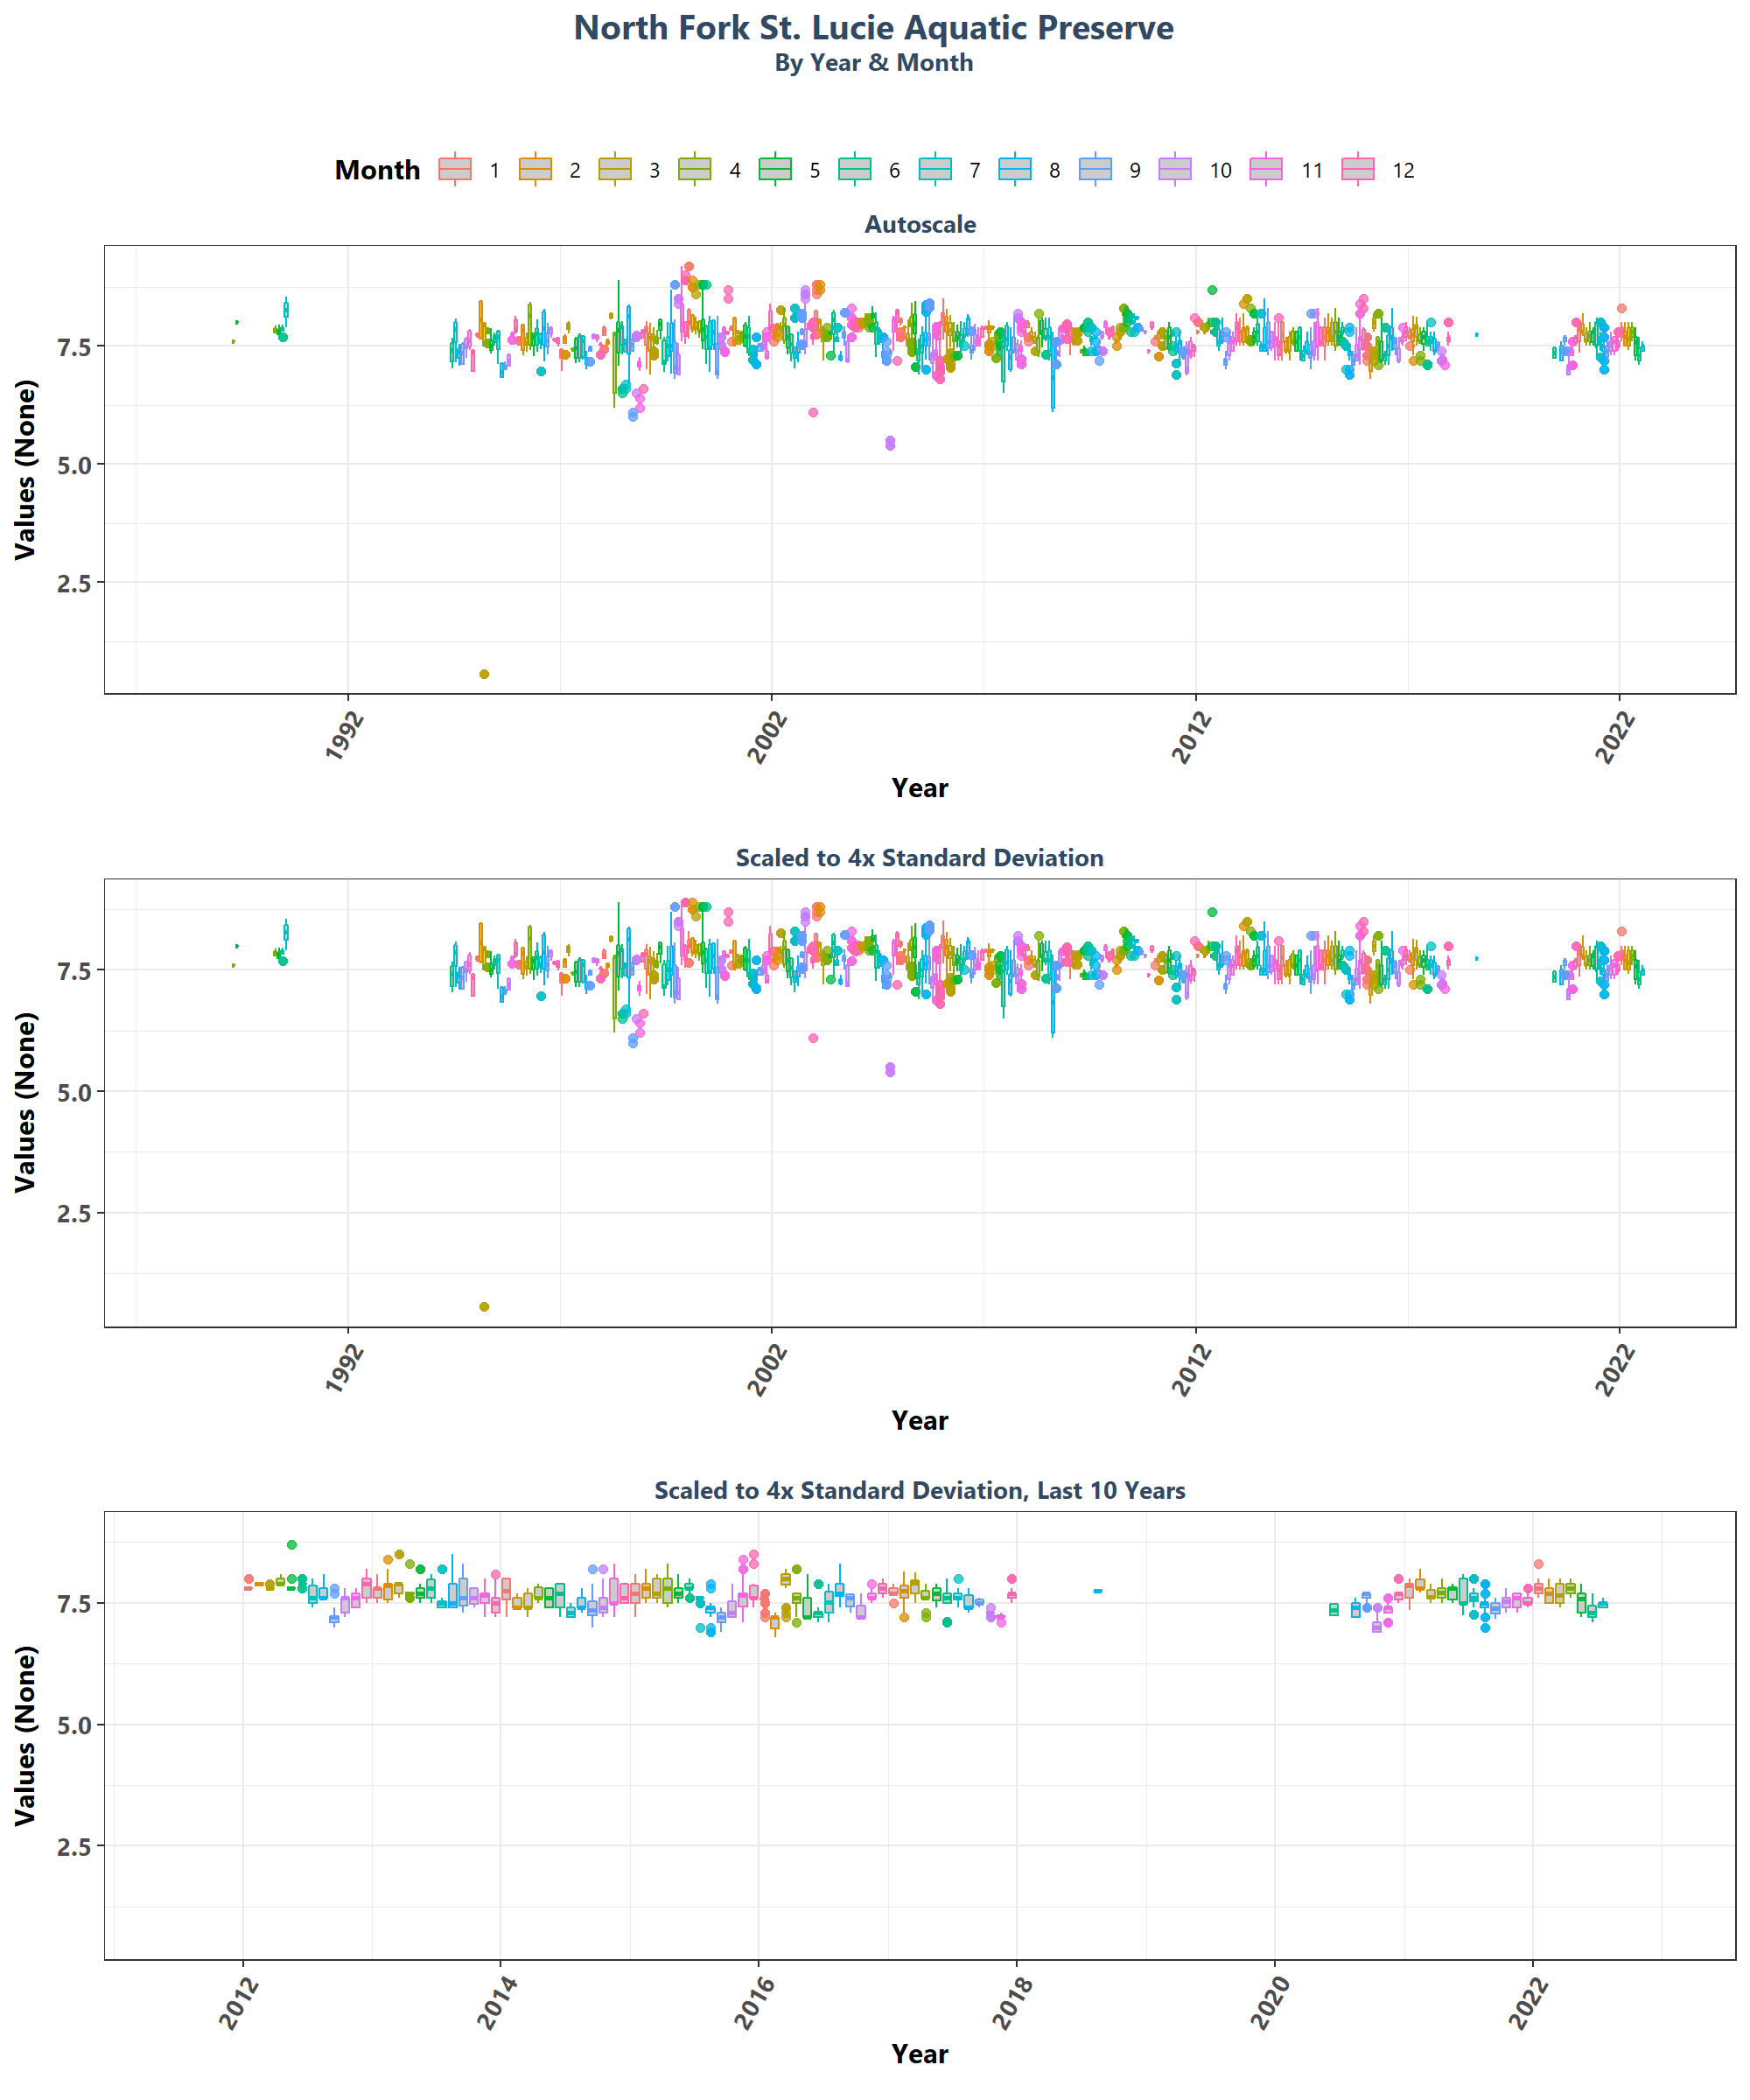 North Fork St. Lucie Aquatic Preserve
By Year & Month
Month 1 2 3 4 5 6 7 8 9 10 11 12
Autoscale
Values (None)
7.5
5.0
2.5
1992 2002 2012 2022
Year
Scaled to 4x Standard Deviation
Values (None)
7.5
5.0
2.5
1992 2002 2012 2022
Year
Scaled to 4x Standard Deviation, Last 10 Years
Values (None)
7.5
5.0
2.5
2012 2014 2016 2018 2020 2022
Year